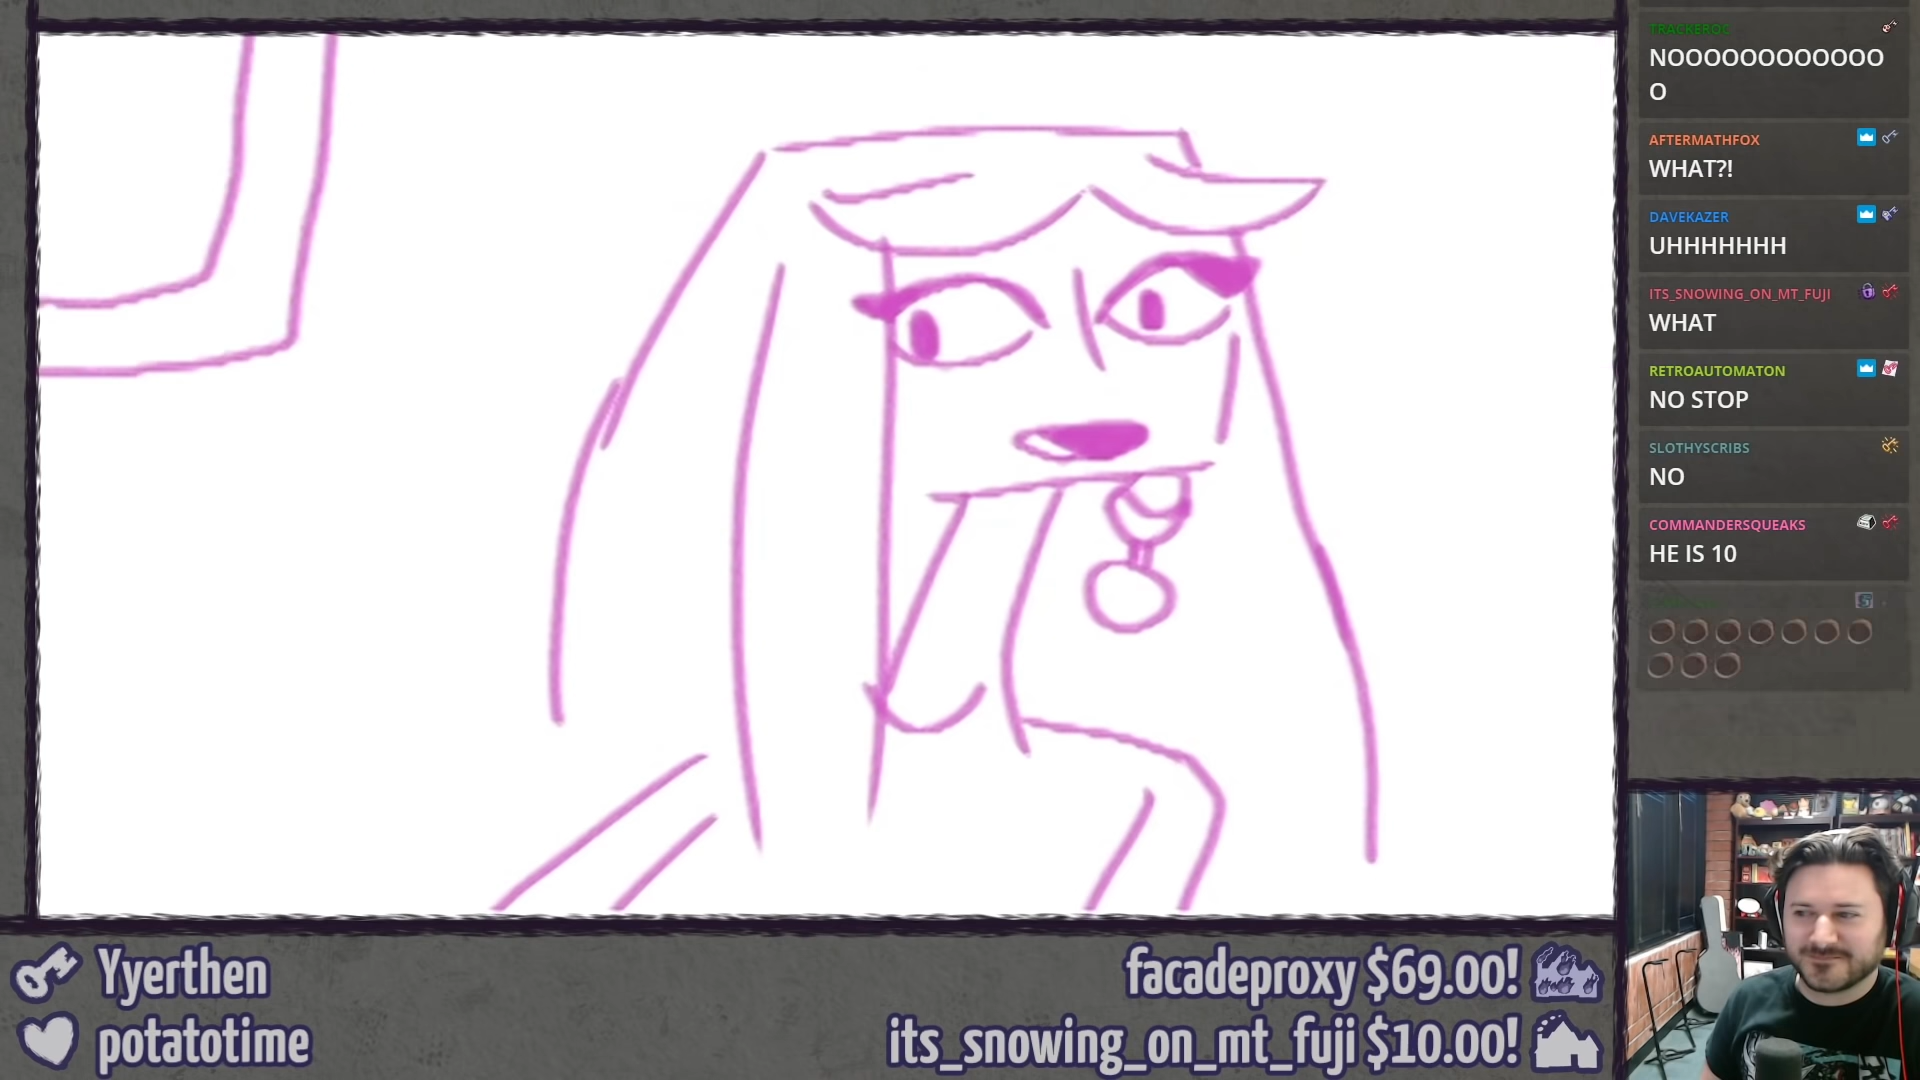 TRACKEROC
NOOOOOOOOOOOO
O
AFTERMATHFOX
WHAT?!
DAVEKAZER
UHHHHHHH
ITS_SNOWING_ON_MT_FUJI
WHAT
RETROAUTOMATON
NO STOP
SLOTHYSCRIBS
NO
COMMANDERSQUEAKS
HE IS 10
Yyerthen
facadeproxy $69.00!
potatotime
its_snowing_on_mt_fuji $10.00!